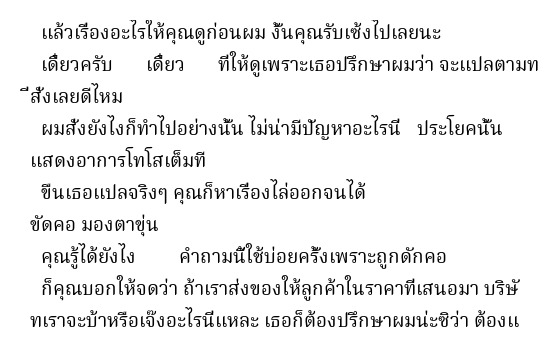 แล้วเรื่องอะไรให้คุณดูก่อนผม งั้นคุณรับเซ้งไปเลยนะ
เดี๋ยวครับ เดี๋ยว ที่ให้ดูเพราะเธอปรึกษาผมว่า จะแปลตามท
ี่สั่งเลยดีไหม
ผมสั่งยังไงก็ทำไปอย่างนั้น ไม่น่ามีปัญหาอะไรนี่ ประโยคนั้น
แสดงอาการโทโสเต็มที่
ขืนเธอแปลจริงๆ คุณก็หาเรื่องไล่ออกจนได้
ขัดคอ มองตาขุ่น
คุณรู้ได้ยังไง คำถามนี้ใช้บ่อยครั้งเพราะถูกดักคอ
ก็คุณบอกให้จดว่า ถ้าเราส่งของให้ลูกค้าในราคาที่เสนอมา บริษั
ทเราจะบ้าหรือเจ๊งอะไรนี่แหละ เธอก็ต้องปรึกษาผมน่ะซิว่า ต้องแ